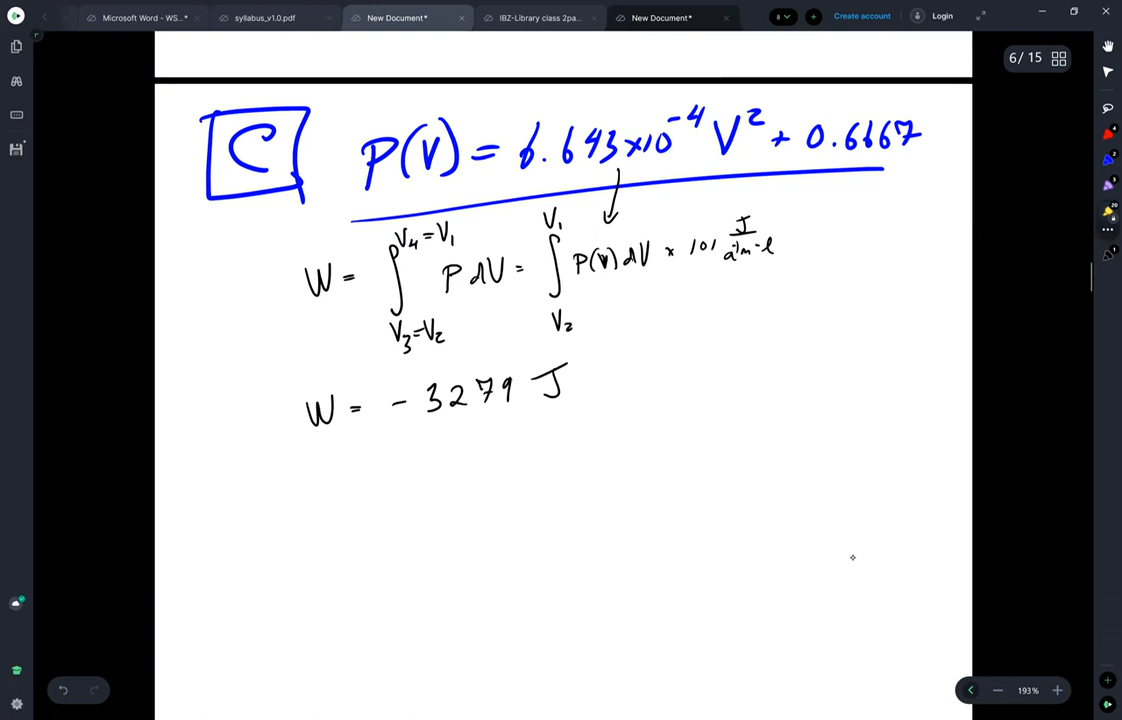 Microsoft Word - WS...*
syllabus_v1.0.pdf
New Document*
IBZ-Library class 2pa...
New Document*
8
Create account
Login
6 / 15
C P(V) = 6.643×10⁻⁴ V² + 0.6667
W = ∫_{V₃=V₂}^{V₄=V₁} P dV = ∫_{V₂}^{V₁} P(V) dV × 101 J/atm·l
W = - 3279 J
193%